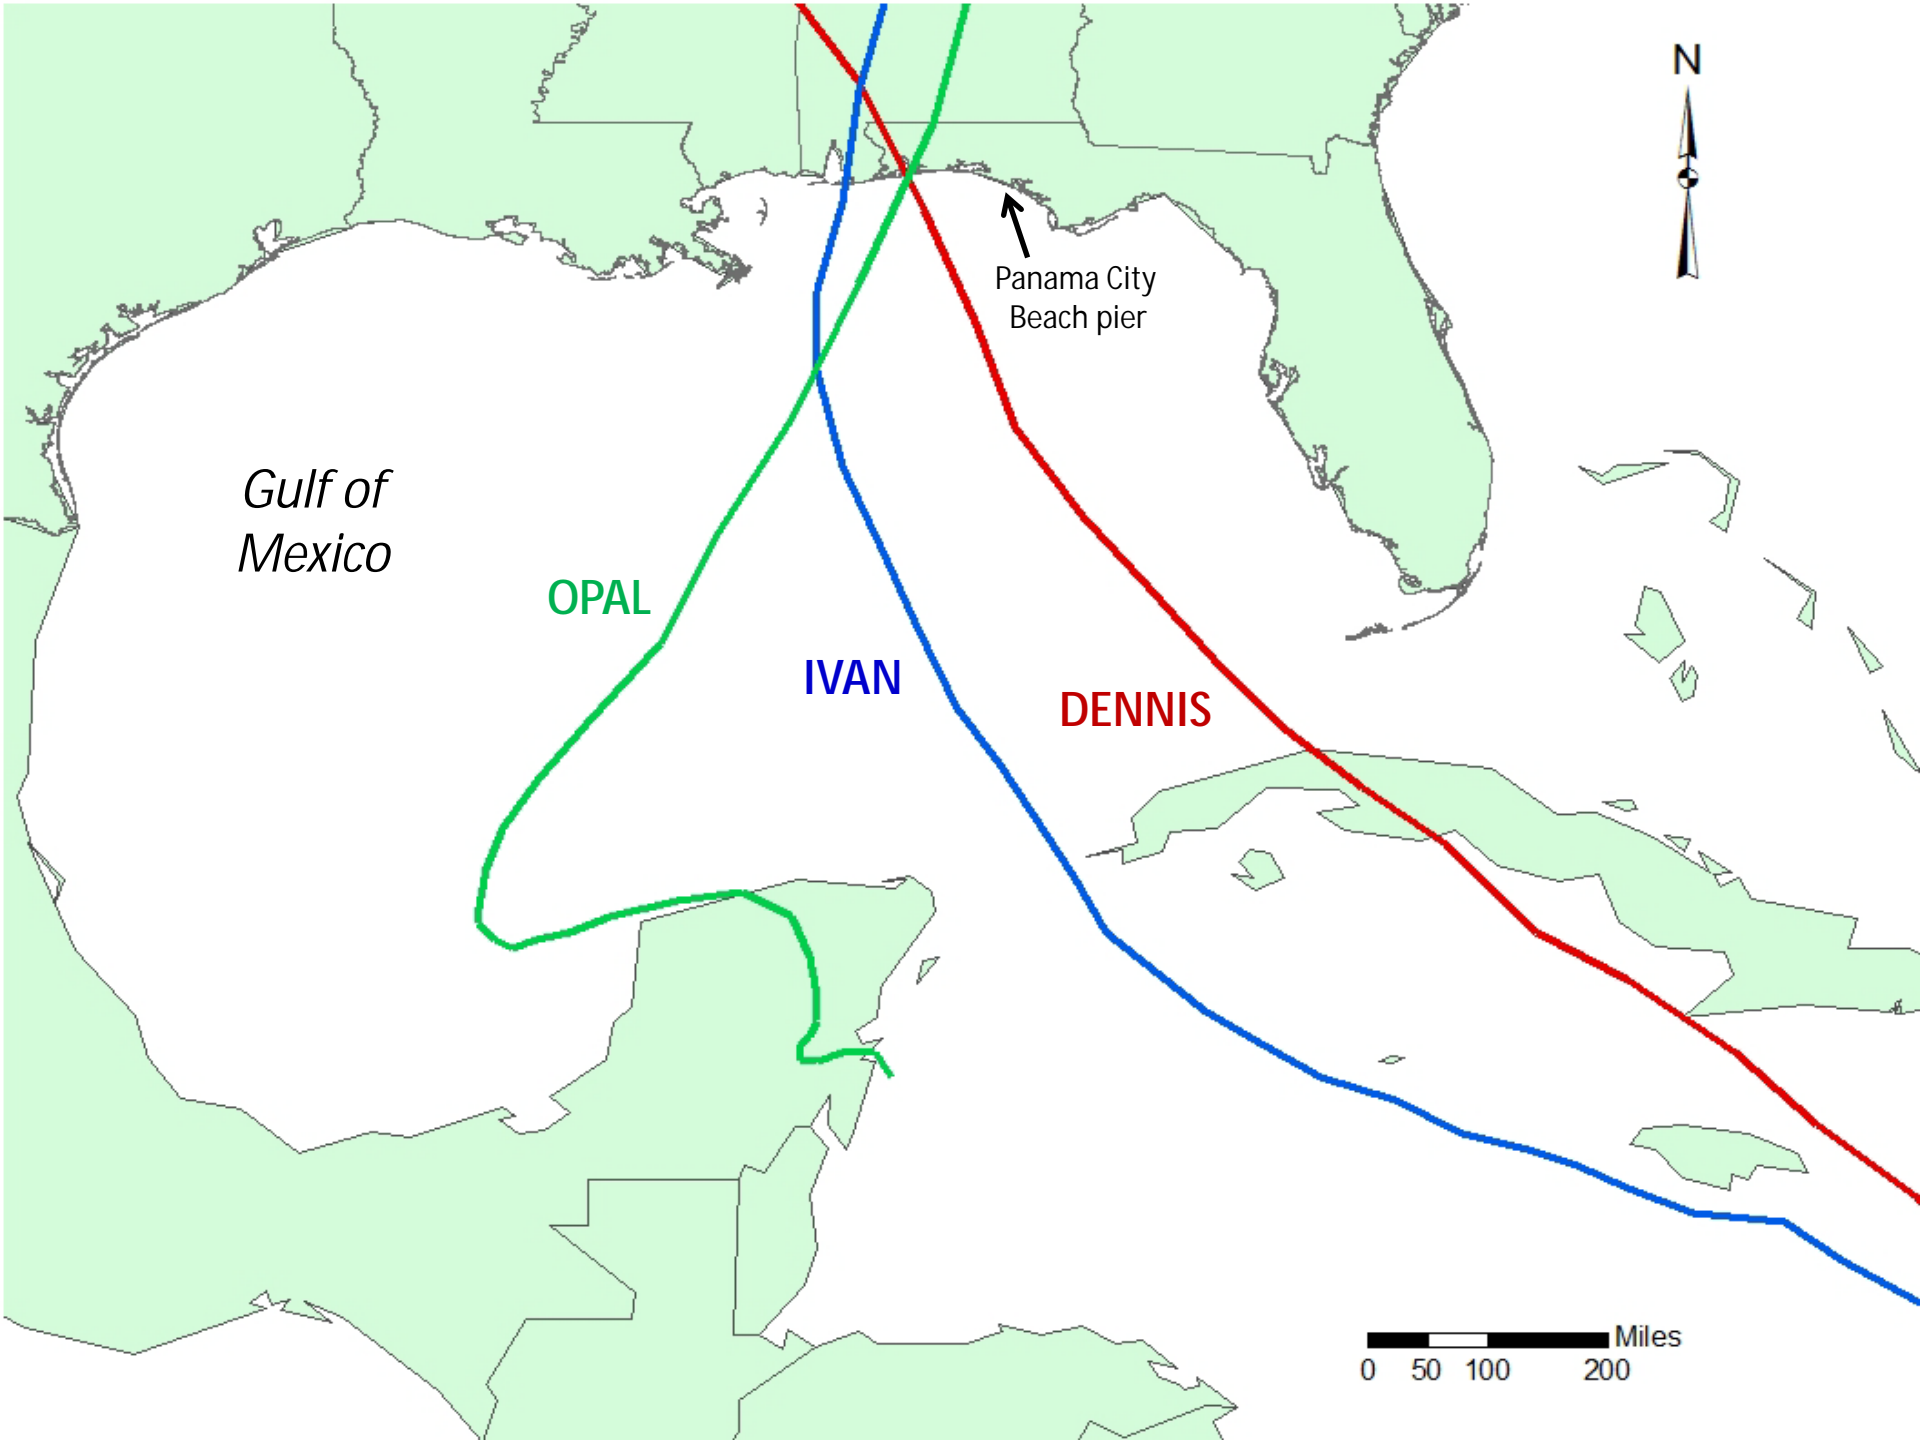 N
Panama City
Beach pier
Gulf of
Mexico
OPAL
IVAN
DENNIS
Miles
0 50 100 200